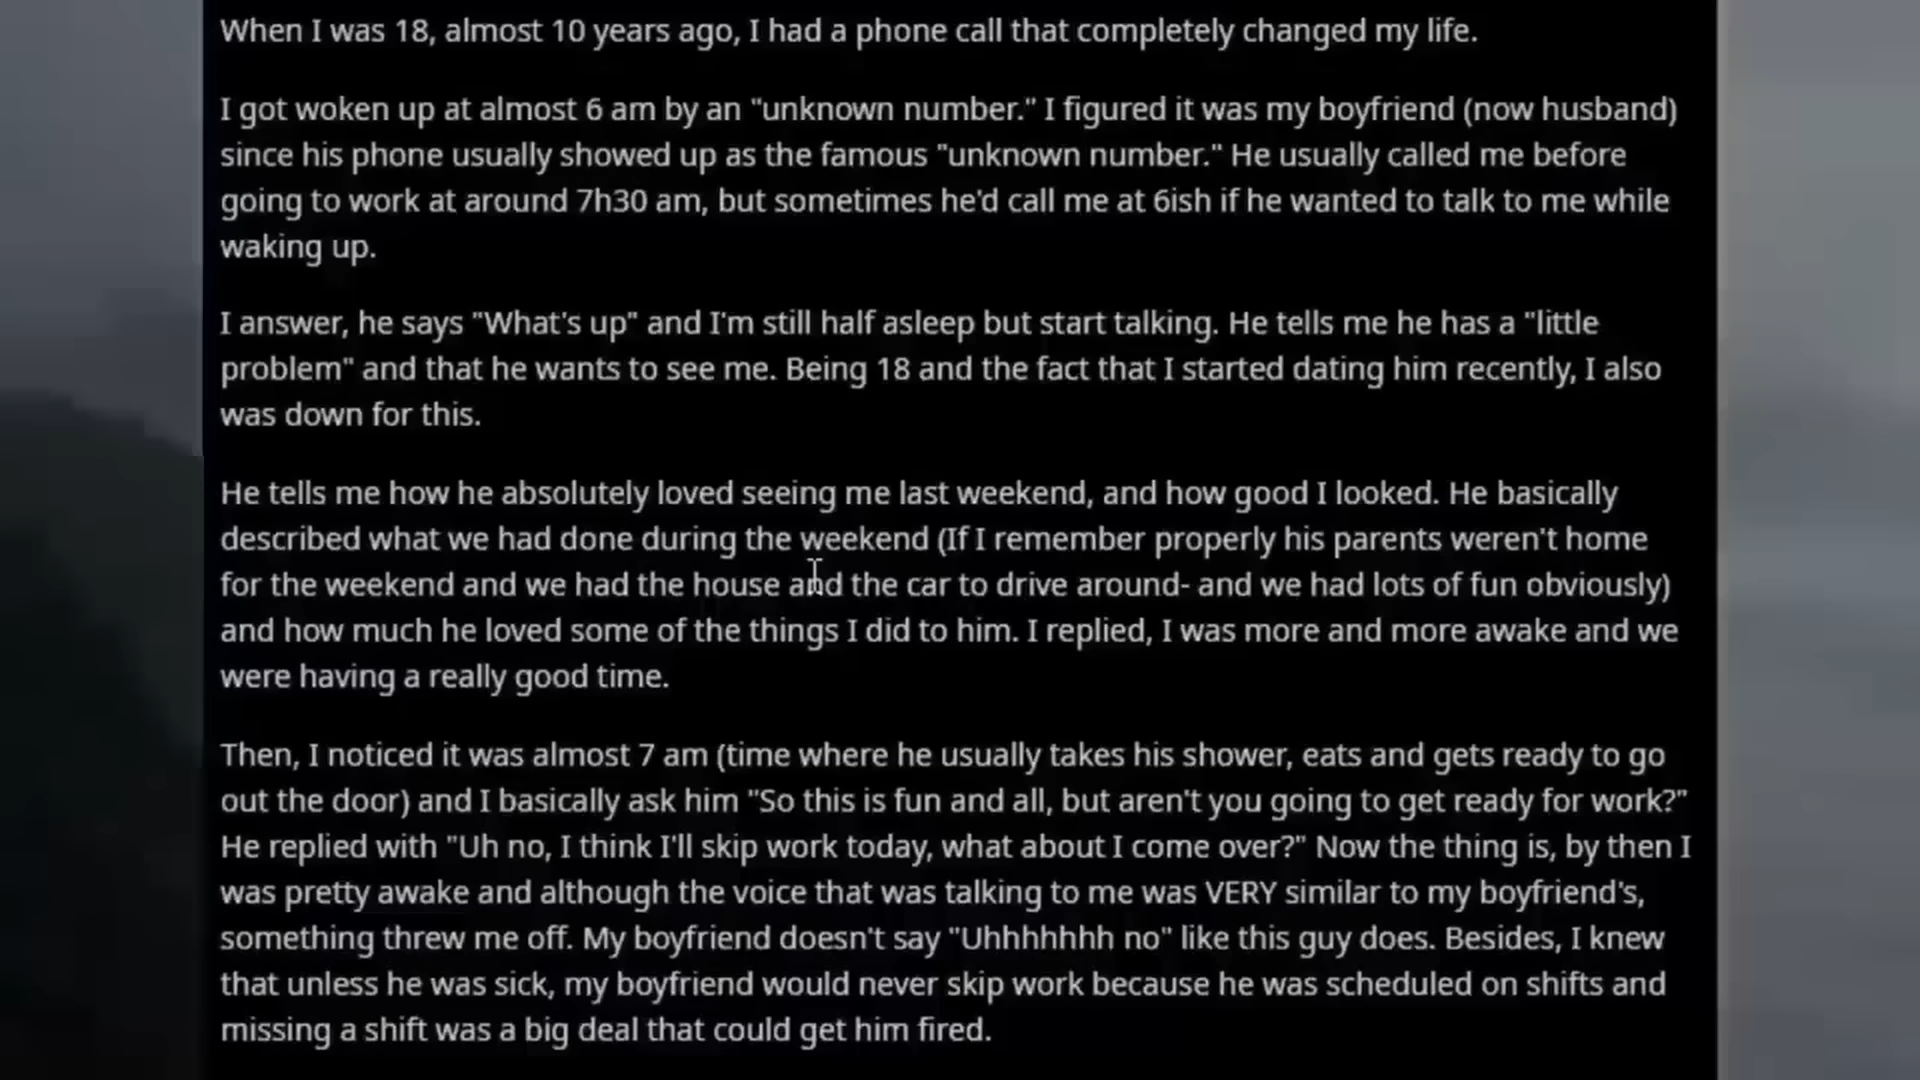 When I was 18, almost 10 years ago, I had a phone call that completely changed my life.
I got woken up at almost 6 am by an "unknown number." I figured it was my boyfriend (now husband)
since his phone usually showed up as the famous "unknown number." He usually called me before
going to work at around 7h30 am, but sometimes he'd call me at 6ish if he wanted to talk to me while
waking up.
I answer, he says "What's up" and I'm still half asleep but start talking. He tells me he has a "little
problem" and that he wants to see me. Being 18 and the fact that I started dating him recently, I also
was down for this.
He tells me how he absolutely loved seeing me last weekend, and how good I looked. He basically
described what we had done during the weekend (If I remember properly his parents weren't home
for the weekend and we had the house and the car to drive around- and we had lots of fun obviously)
and how much he loved some of the things I did to him. I replied, I was more and more awake and we
were having a really good time.
Then, I noticed it was almost 7 am (time where he usually takes his shower, eats and gets ready to go
out the door) and I basically ask him "So this is fun and all, but aren't you going to get ready for work?"
He replied with "Uh no, I think I'll skip work today, what about I come over?" Now the thing is, by then I
was pretty awake and although the voice that was talking to me was VERY similar to my boyfriend's,
something threw me off. My boyfriend doesn't say "Uhhhhhhh no" like this guy does. Besides, I knew
that unless he was sick, my boyfriend would never skip work because he was scheduled on shifts and
missing a shift was a big deal that could get him fired.